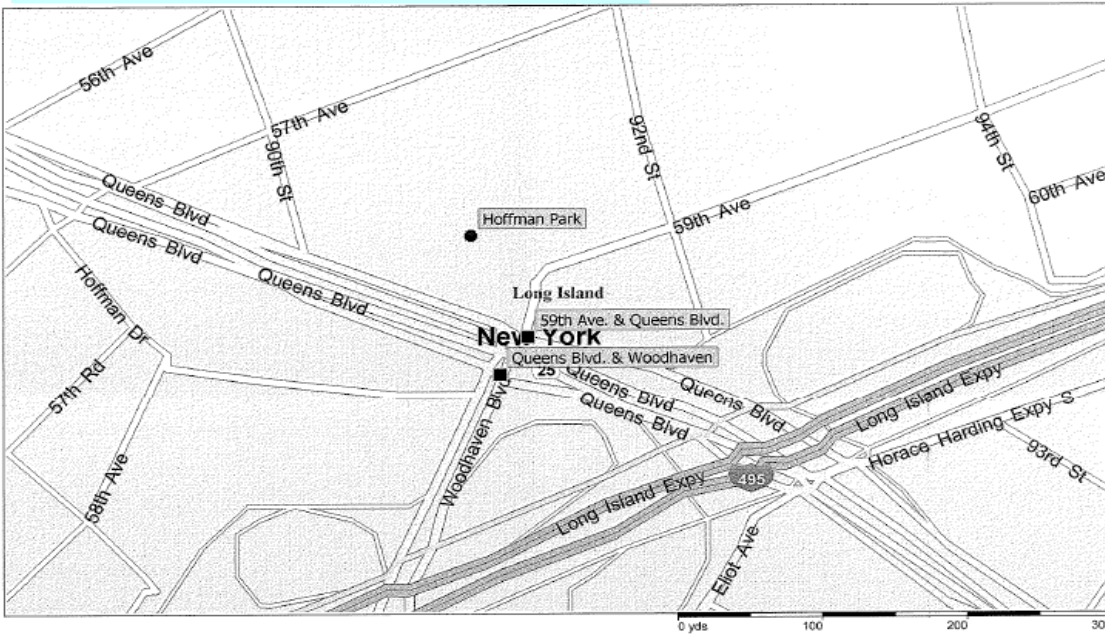 56th Ave
57th Ave
90th St
92nd St
94th St
60th Ave
59th Ave
Queens Blvd
Queens Blvd
Queens Blvd
Hoffman Park
Hoffman Dr
Long Island
59th Ave. & Queens Blvd.
New York
Queens Blvd. & Woodhaven
25
57th Rd
Queens Blvd
Queens Blvd
Queens Blvd
Woodhaven Blvd
Long Island Expy
Horace Harding Expy S
93rd St
58th Ave
Long Island Expy
495
Eliot Ave
0 yds
100
200
30